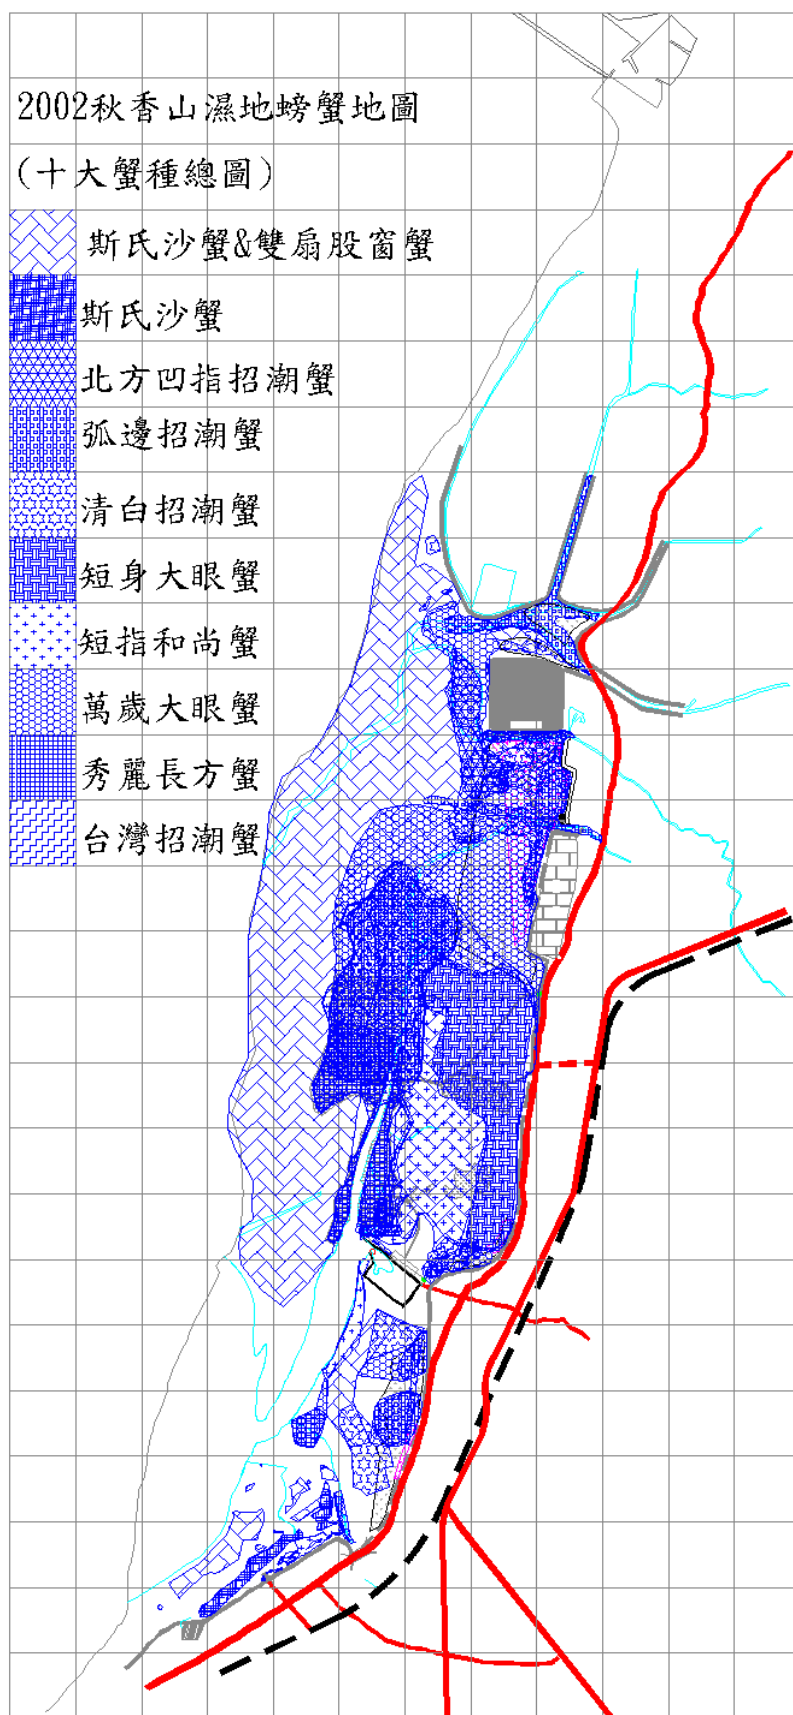 2002秋香山濕地螃蟹地圖
(十大蟹種總圖)
斯氏沙蟹&雙扇股窗蟹
斯氏沙蟹
北方凹指招潮蟹
弧邊招潮蟹
清白招潮蟹
短身大眼蟹
短指和尚蟹
萬歲大眼蟹
秀麗長方蟹
台灣招潮蟹